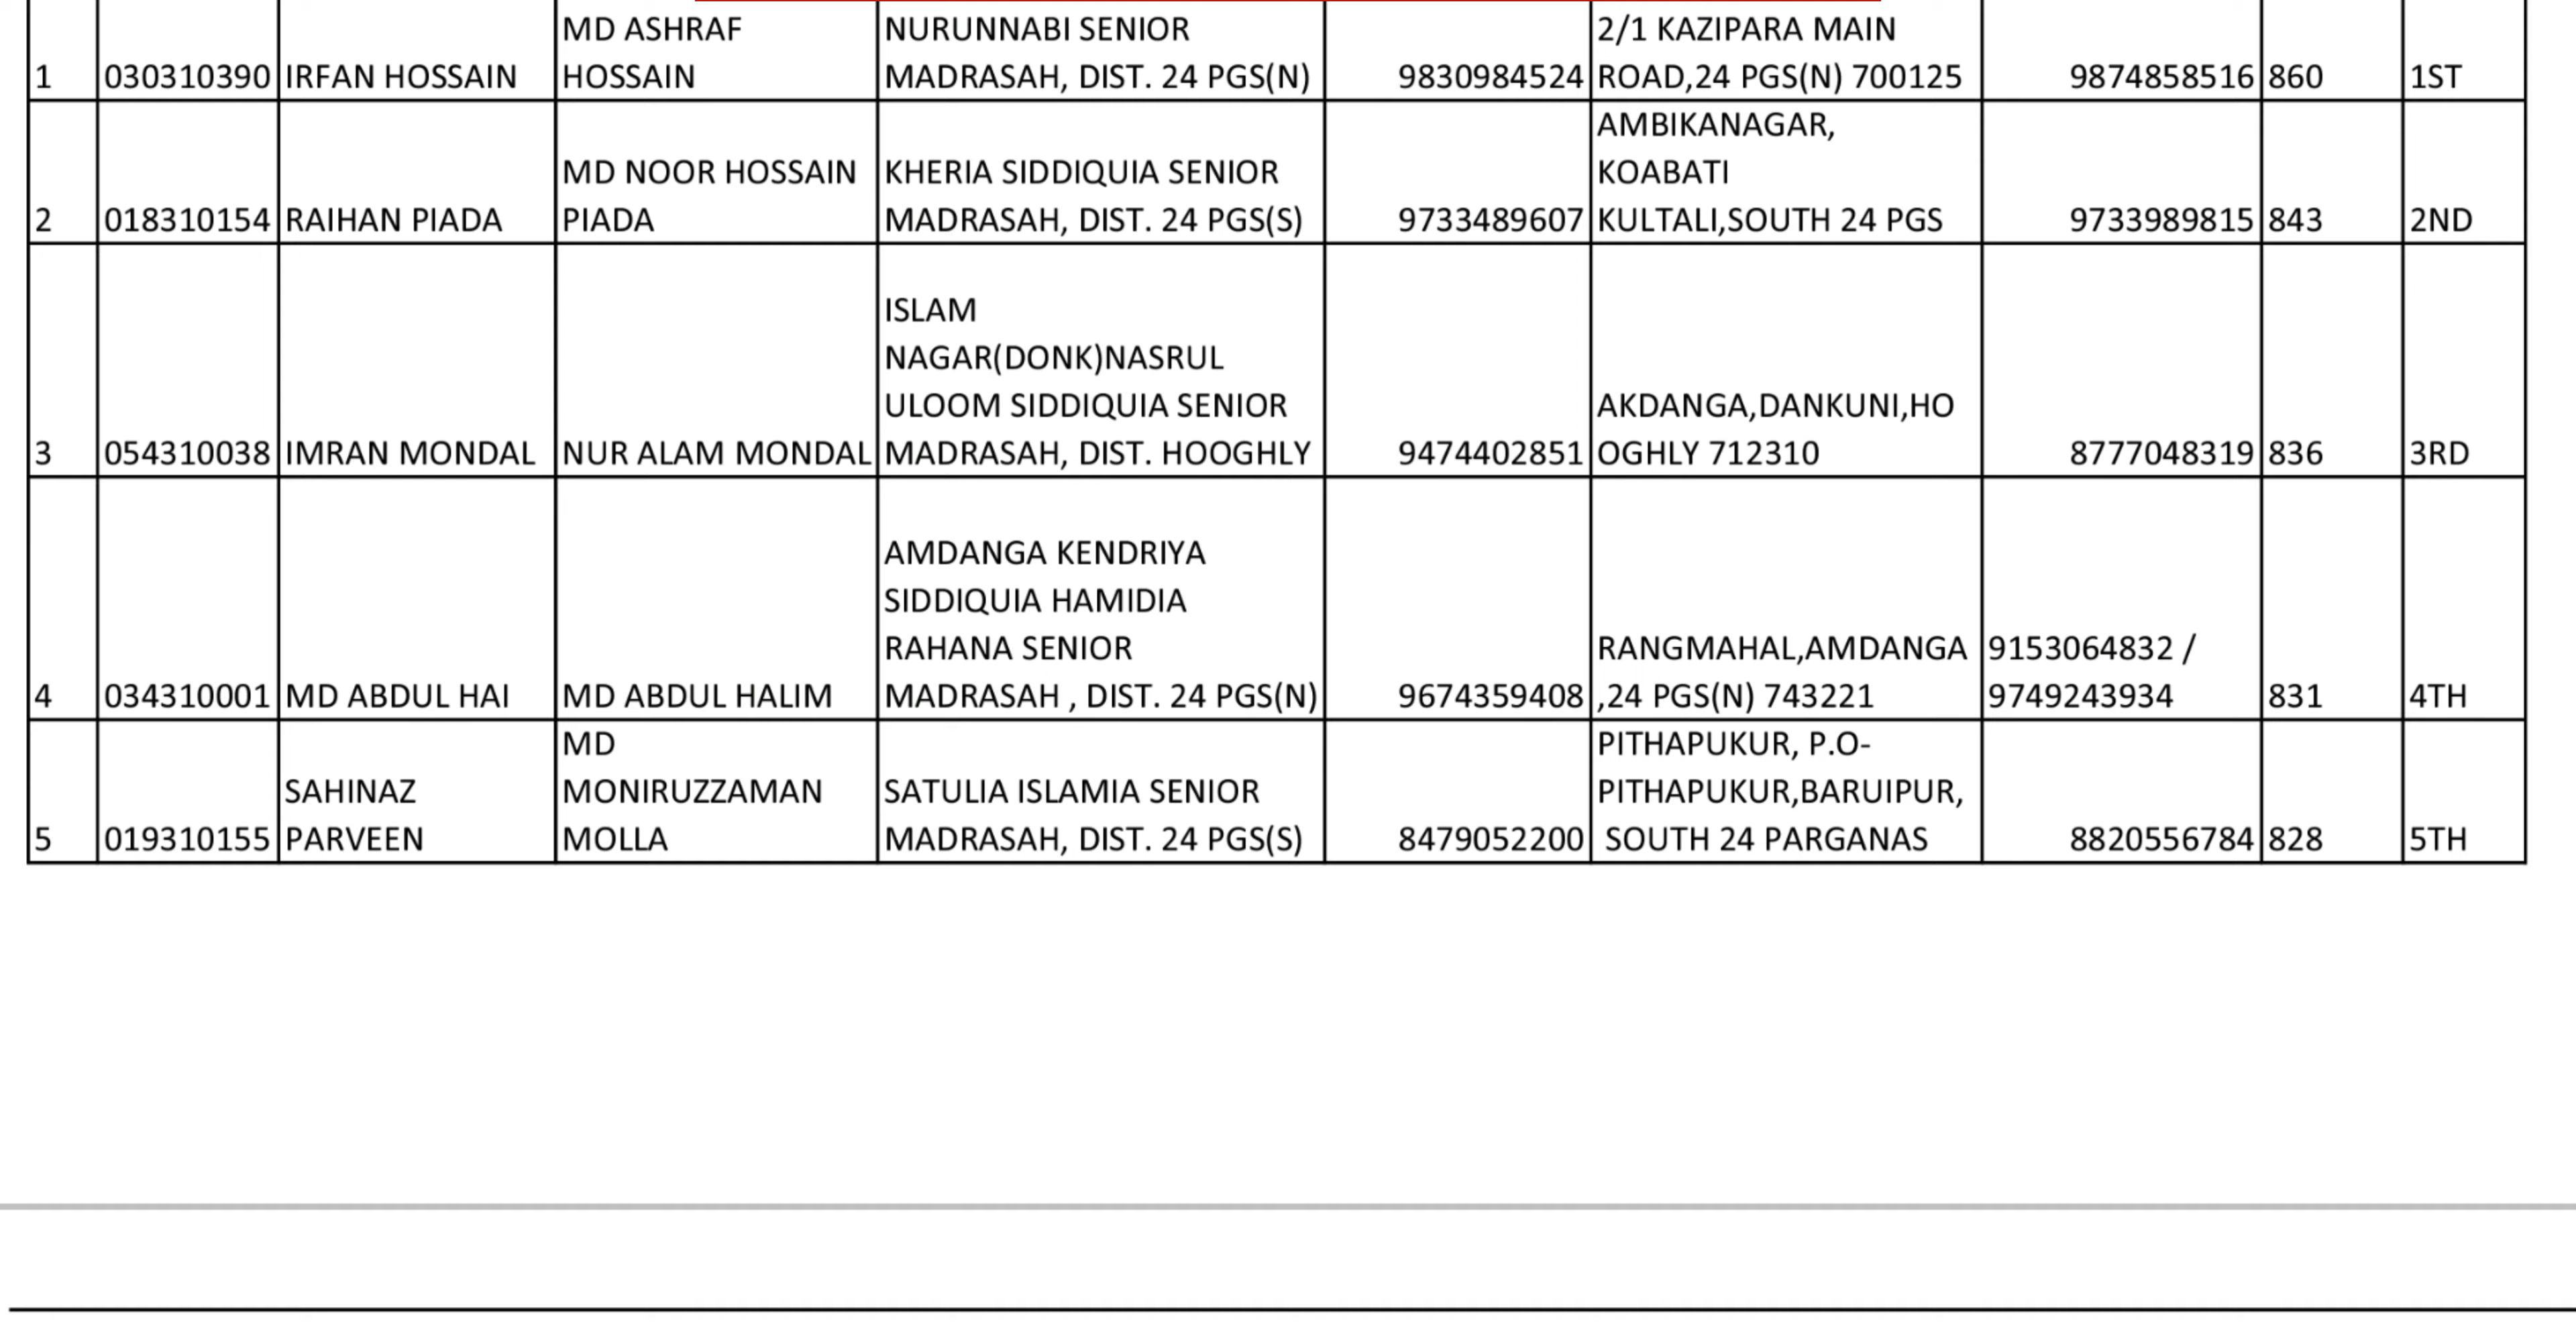 MD ASHRAF NURUNNABI SENIOR 2/1 KAZIPARA MAIN
1 030310390 IRFAN HOSSAIN HOSSAIN MADRASAH, DIST. 24 PGS(N) 9830984524 ROAD,24 PGS(N) 700125 9874858516 860 1ST
AMBIKANAGAR,
MD NOOR HOSSAIN KHERIA SIDDIQUIA SENIOR KOABATI
2 018310154 RAIHAN PIADA PIADA MADRASAH, DIST. 24 PGS(S) 9733489607 KULTALI,SOUTH 24 PGS 9733989815 843 2ND
ISLAM
NAGAR(DONK)NASRUL
ULOOM SIDDIQUIA SENIOR AKDANGA,DANKUNI,HO
3 054310038 IMRAN MONDAL NUR ALAM MONDAL MADRASAH, DIST. HOOGHLY 9474402851 OGHLY 712310 8777048319 836 3RD
AMDANGA KENDRIYA
SIDDIQUIA HAMIDIA
RAHANA SENIOR RANGMAHAL,AMDANGA 9153064832 /
4 034310001 MD ABDUL HAI MD ABDUL HALIM MADRASAH , DIST. 24 PGS(N) 9674359408 ,24 PGS(N) 743221 9749243934 831 4TH
MD PITHAPUKUR, P.O-
SAHINAZ MONIRUZZAMAN SATULIA ISLAMIA SENIOR PITHAPUKUR,BARUIPUR,
5 019310155 PARVEEN MOLLA MADRASAH, DIST. 24 PGS(S) 8479052200 SOUTH 24 PARGANAS 8820556784 828 5TH